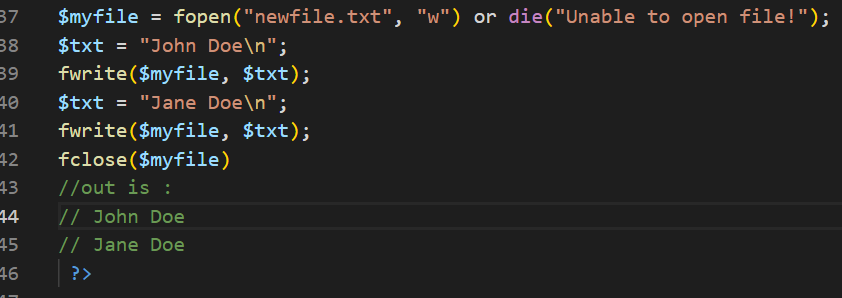 37 $myfile = fopen("newfile.txt", "w") or die("Unable to open file!");
38 $txt = "John Doe\n";
39 fwrite($myfile, $txt);
40 $txt = "Jane Doe\n";
41 fwrite($myfile, $txt);
42 fclose($myfile)
43 //out is :
44 // John Doe
45 // Jane Doe
46 ?>